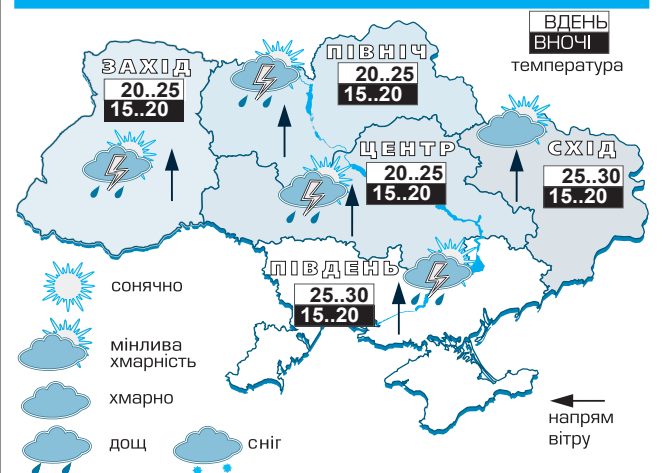 ВДЕНЬ
ВНОЧІ
температура
ПІВНІЧ
20..25
15..20
ЗАХІД
20..25
15..20
ЦЕНТР
20..25
15..20
СХІД
25..30
15..20
ПІВДЕНЬ
25..30
15..20
сонячно
мінлива
хмарність
хмарно
дощ
сніг
напрям
вітру